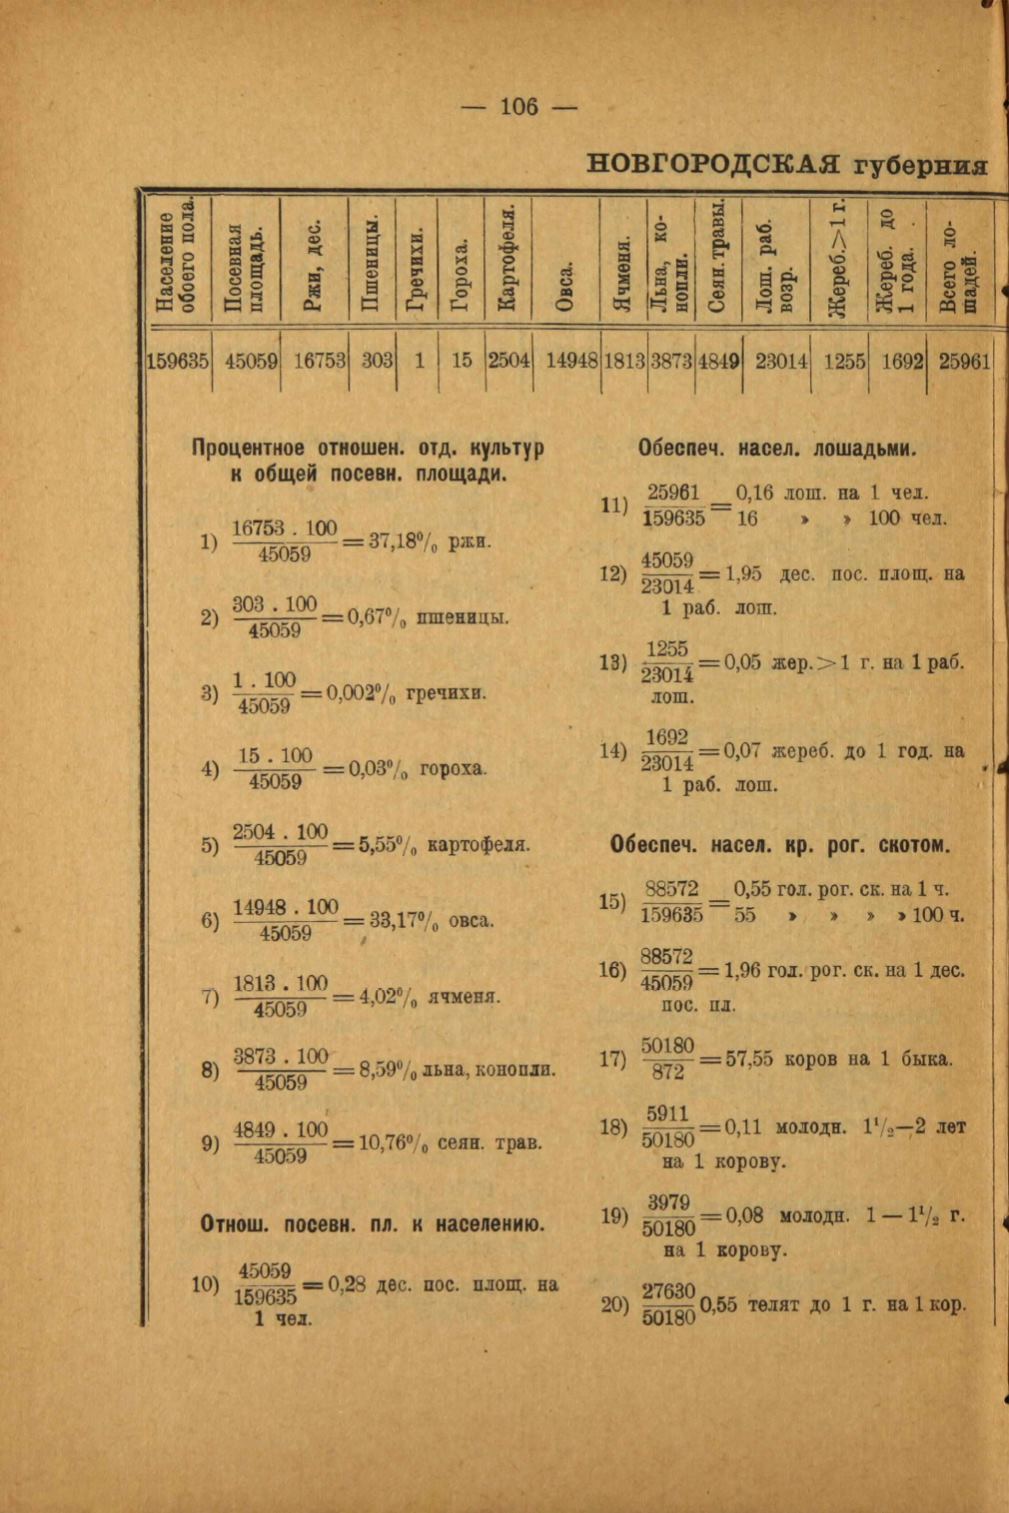 — 106 —
НОВГОРОДСКАЯ губерния
Население обоего пола.
Посевная площадь.
Ржи, дес.
Пшеницы.
Гречихи.
Гороха.
Картофеля.
Овса.
Ячменя.
Льна, ко-
нопли.
Сеян. травы.
Лош. раб. возр.
Жереб. >1 г.
Жереб. до 1 года.
Всего ло-
шадей.
159635 45059 16753 303 1 15 2504 14948 1813 3873 4849 23014 1255 1692 25961
Процентное отношен. отд. культур
к общей посевн. площади.
1) 16753 . 100 / 45059 = 37,18% ржи.
2) 303 . 100 / 45059 = 0,67% пшеницы.
3) 1 . 100 / 45059 = 0,002% гречихи.
4) 15 . 100 / 45059 = 0,03% гороха.
5) 2504 . 100 / 45059 = 5,55% картофеля.
6) 14948 . 100 / 45059 = 33,17% овса.
7) 1813 . 100 / 45059 = 4,02% ячменя.
8) 3873 . 100 / 45059 = 8,59% льна, конопли.
9) 4849 . 100 / 45059 = 10,76% сеян. трав.
Отнош. посевн. пл. к населению.
10) 45059 / 159635 = 0,28 дес. пос. площ. на
1 чел.
Обеспеч. насел. лошадьми.
11) 25961 / 159635 = 0,16 лош. на 1 чел.
16 » » 100 чел.
12) 45059 / 23014 = 1,95 дес. пос. площ. на
1 раб. лош.
13) 1255 / 23014 = 0,05 жер. > 1 г. на 1 раб.
лош.
14) 1692 / 23014 = 0,07 жереб. до 1 год. на
1 раб. лош.
Обеспеч. насел. кр. рог. скотом.
15) 88572 / 159635 = 0,55 гол. рог. ск. на 1 ч.
55 » » » » 100 ч.
16) 88572 / 45059 = 1,96 гол. рог. ск. на 1 дес.
пос. пл.
17) 50180 / 872 = 57,55 коров на 1 быка.
18) 5911 / 50180 = 0,11 молодн. 1½—2 лет
на 1 корову.
19) 3979 / 50180 = 0,08 молодн. 1 — 1½ г.
на 1 корову.
20) 27630 / 50180 0,55 телят до 1 г. на 1 кор.